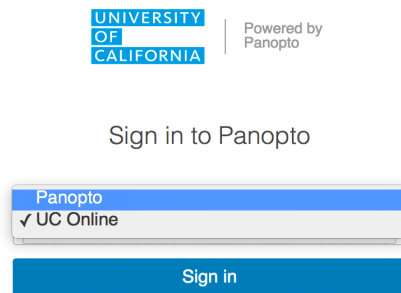 UNIVERSITY
OF
CALIFORNIA
Powered by
Panopto
Sign in to Panopto
Panopto
✓ UC Online
Sign in